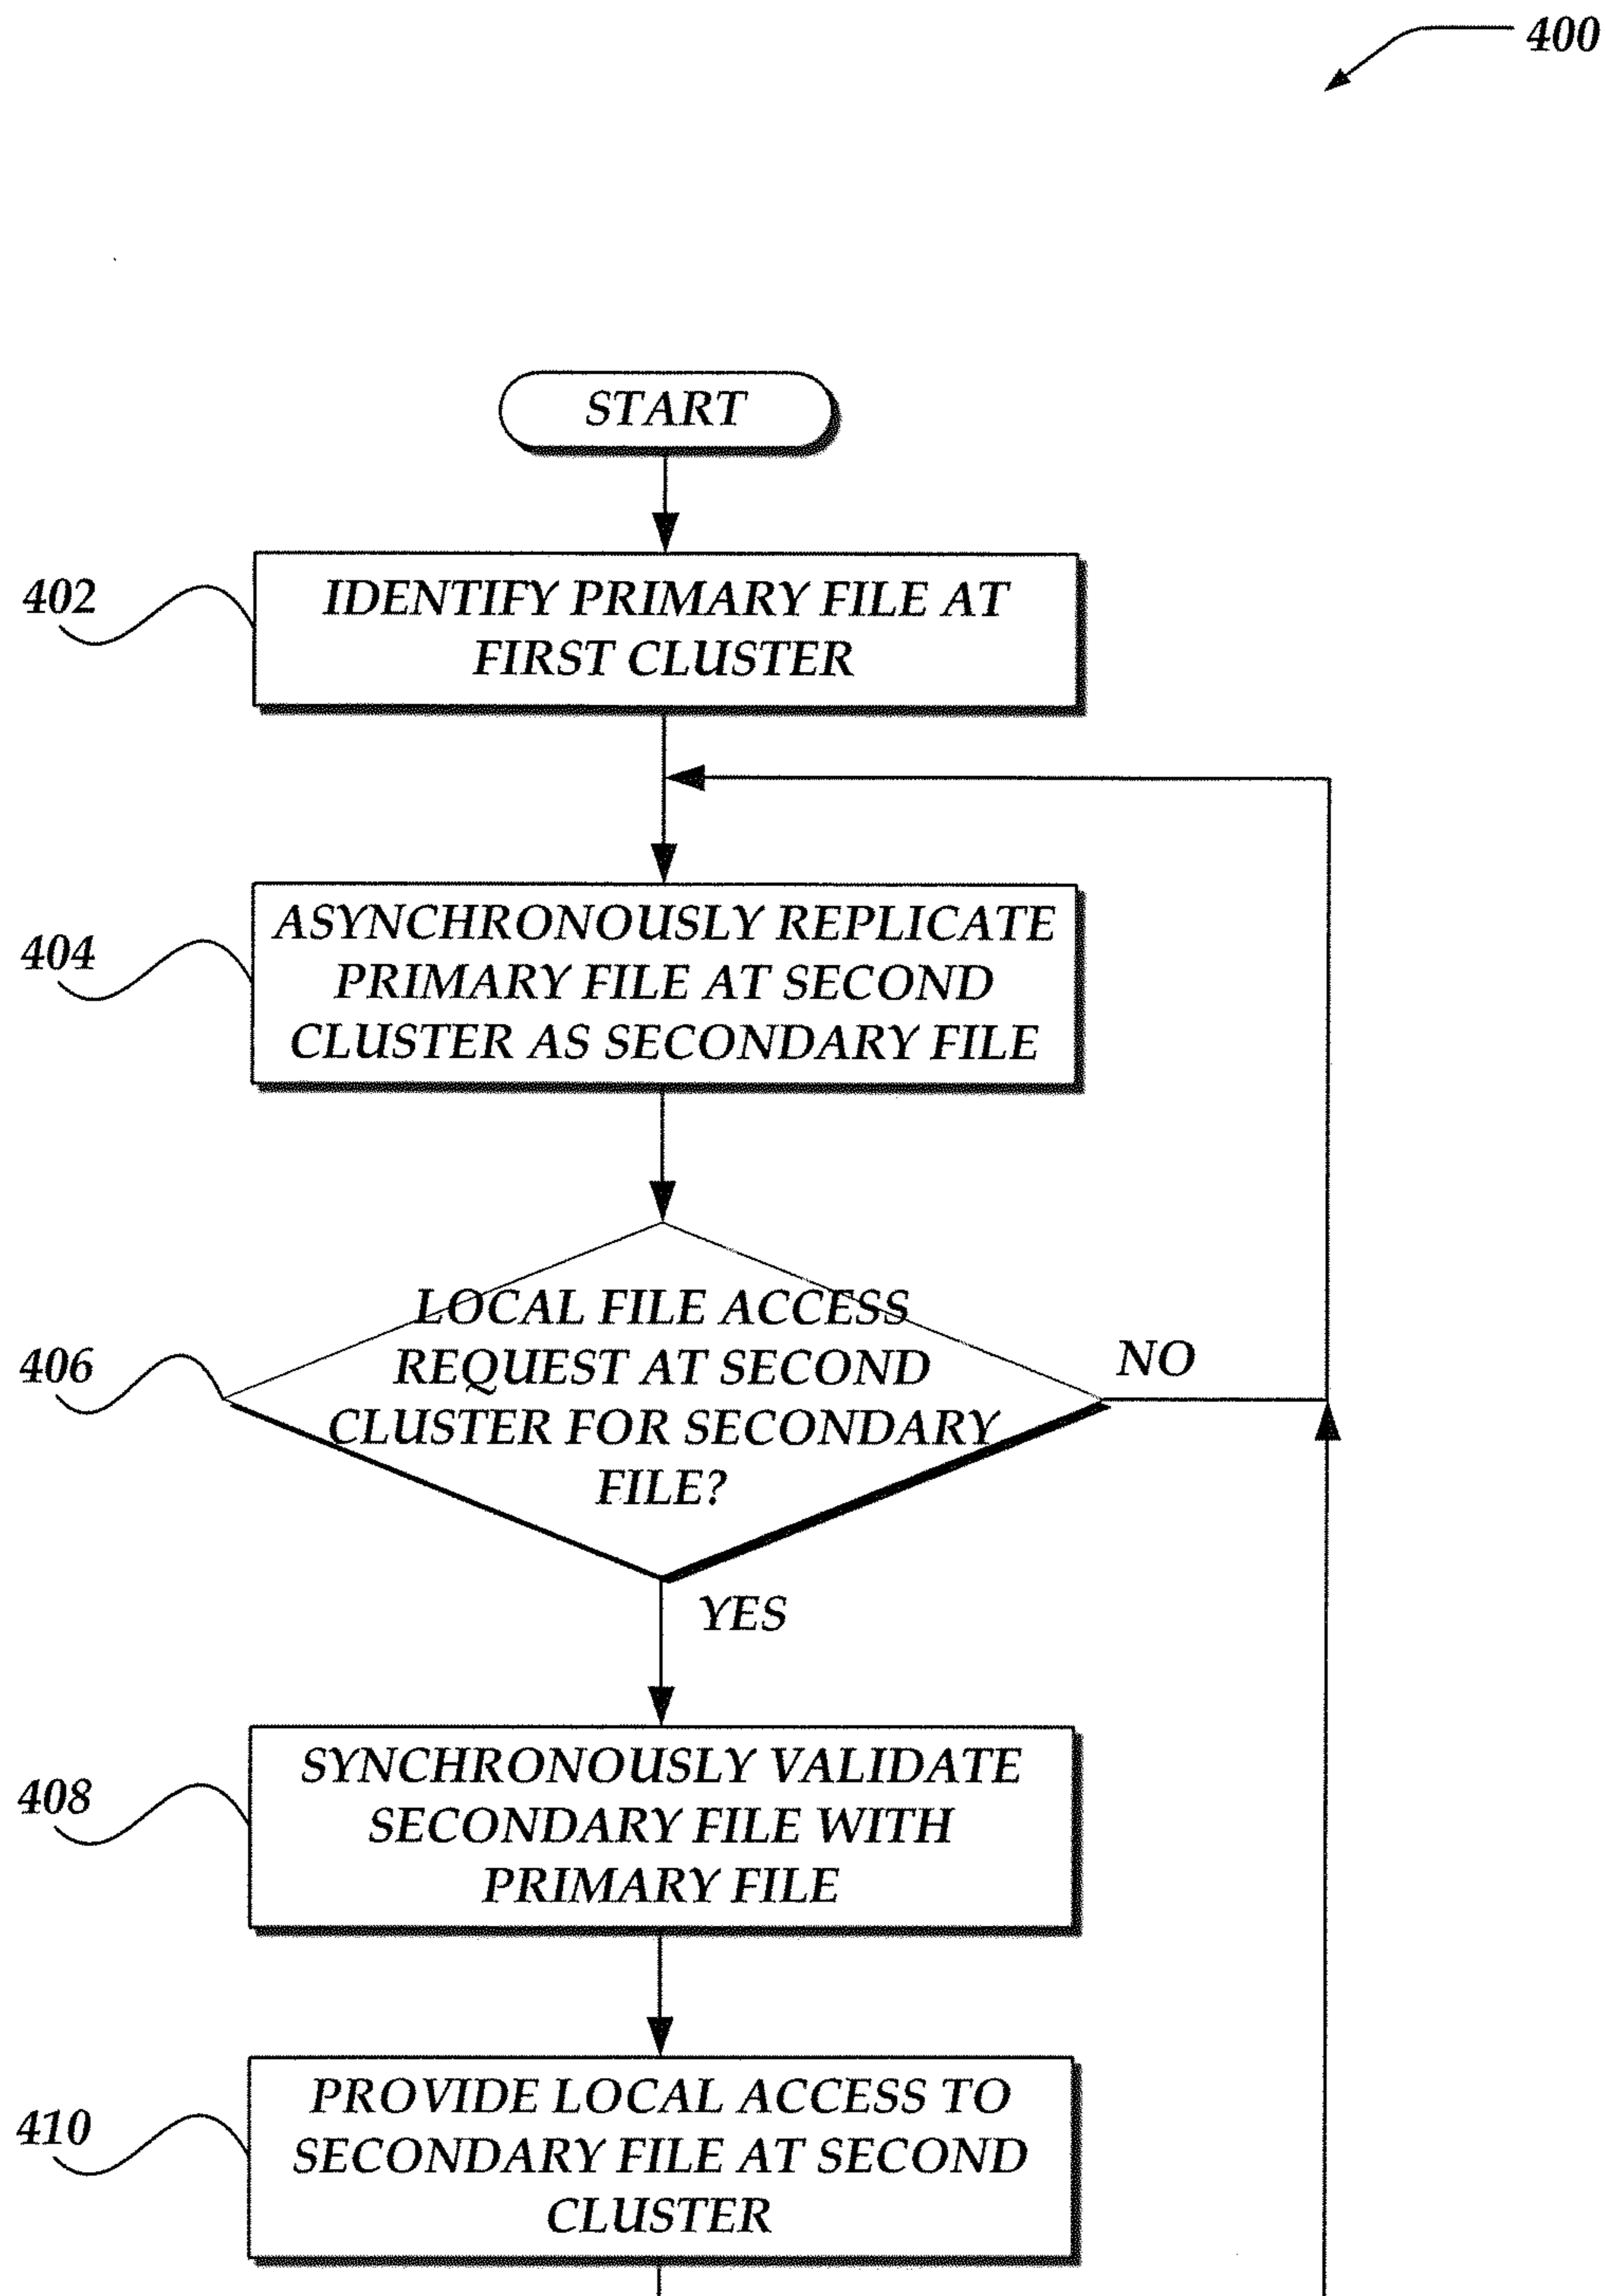 400
START
402
IDENTIFY PRIMARY FILE AT
FIRST CLUSTER
404
ASYNCHRONOUSLY REPLICATE
PRIMARY FILE AT SECOND
CLUSTER AS SECONDARY FILE
406
LOCAL FILE ACCESS
REQUEST AT SECOND
CLUSTER FOR SECONDARY
FILE?
NO
YES
408
SYNCHRONOUSLY VALIDATE
SECONDARY FILE WITH
PRIMARY FILE
410
PROVIDE LOCAL ACCESS TO
SECONDARY FILE AT SECOND
CLUSTER